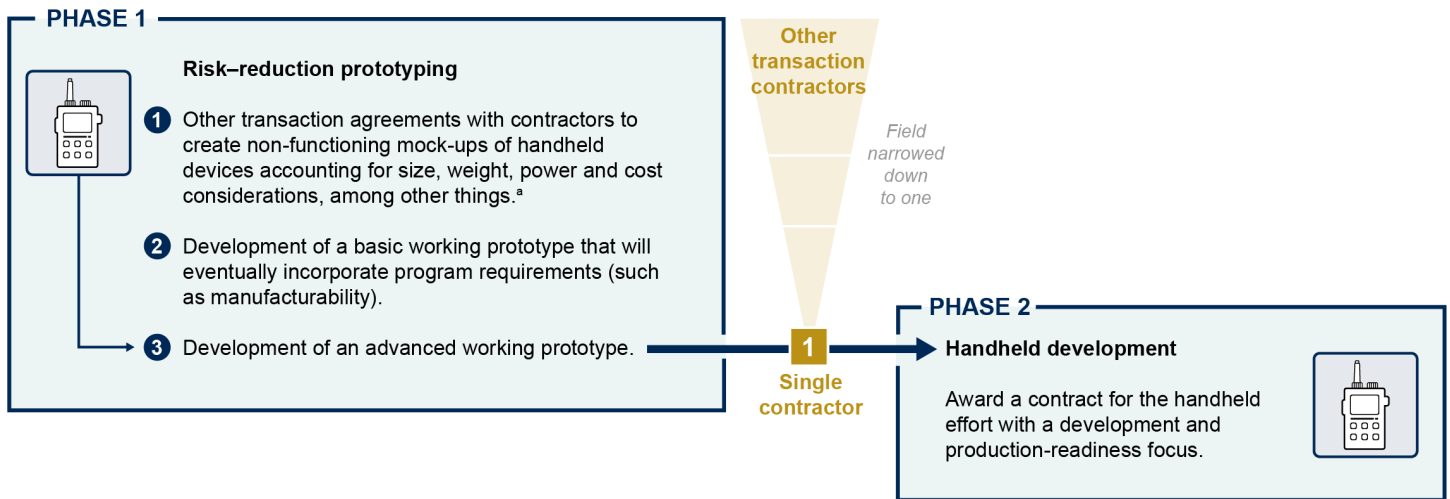 PHASE 1
Risk–reduction prototyping
1 Other transaction agreements with contractors to
create non-functioning mock-ups of handheld
devices accounting for size, weight, power and cost
considerations, among other things.ª
2 Development of a basic working prototype that will
eventually incorporate program requirements (such
as manufacturability).
3 Development of an advanced working prototype.
Other
transaction
contractors
Field
narrowed
down
to one
1
Single
contractor
PHASE 2
Handheld development
Award a contract for the handheld
effort with a development and
production-readiness focus.